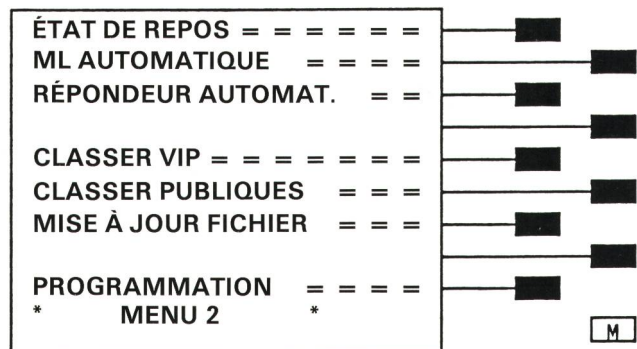 ÉTAT DE REPOS = = = = = =
ML AUTOMATIQUE = = = =
RÉPONDEUR AUTOMAT. = =
CLASSER VIP = = = = = = =
CLASSER PUBLIQUES = = =
MISE À JOUR FICHIER = = =
PROGRAMMATION = = = =
* MENU 2 *
M